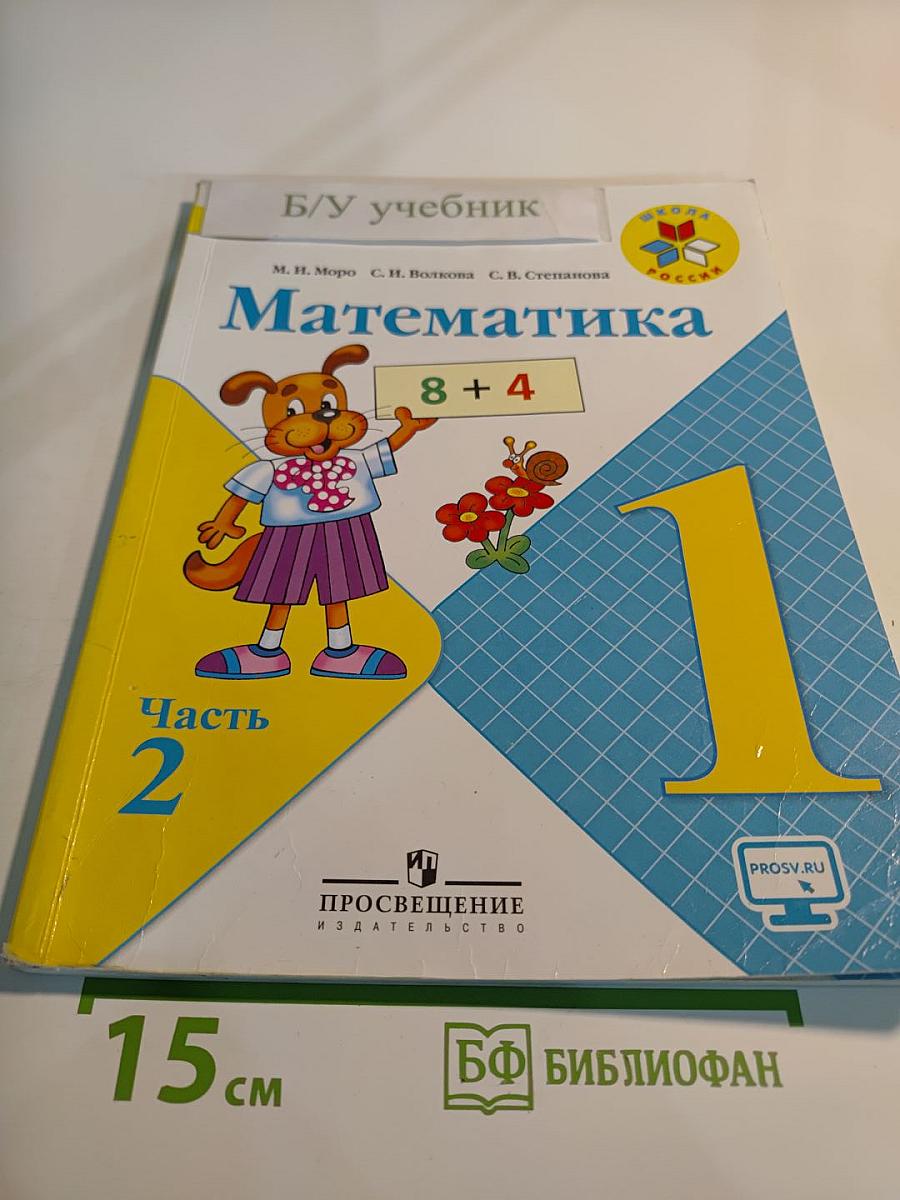 Б/У учебник
ШКОЛА РОССИИ
М. И. Моро С. И. Волкова С. В. Степанова
Математика
8 + 4
1
Часть
2
PROSV.RU
ИП
ПРОСВЕЩЕНИЕ
ИЗДАТЕЛЬСТВО
15 см
БФ БИБЛИОФАН